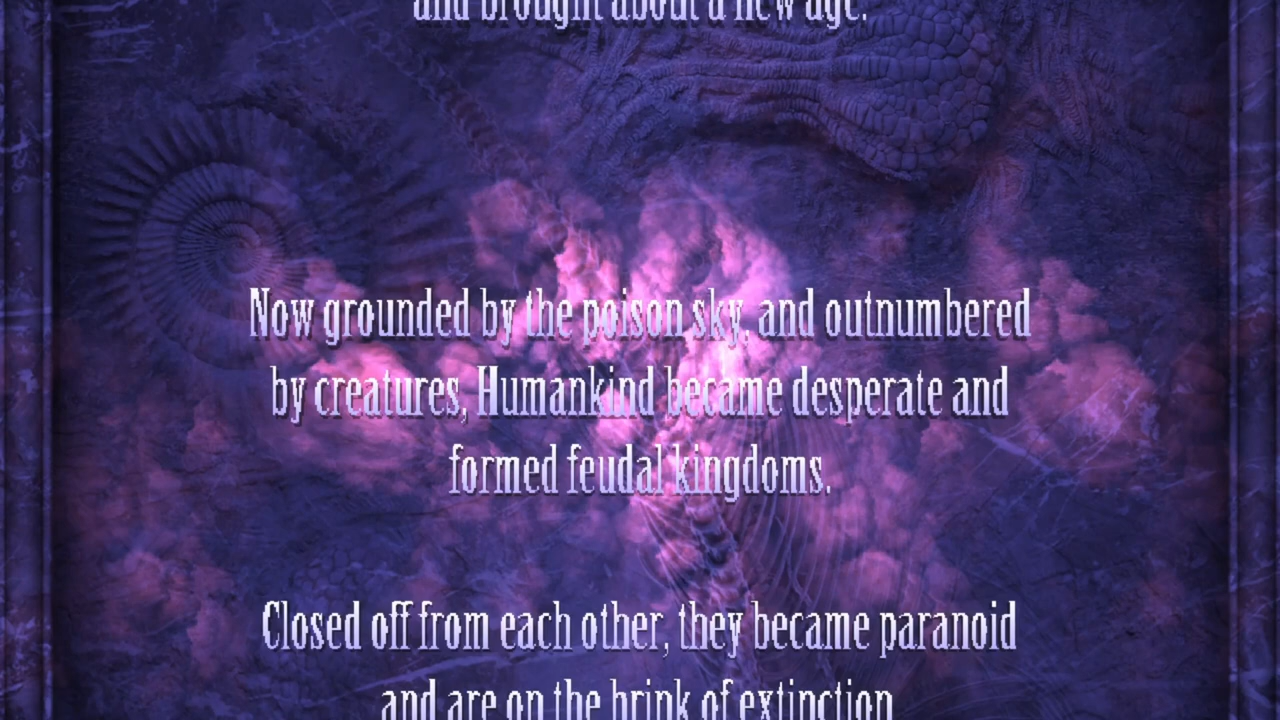 and brought about a new age.
Now grounded by the poison sky, and outnumbered
by creatures, Humankind became desperate and
formed feudal kingdoms.
Closed off from each other, they became paranoid
and are on the brink of extinction